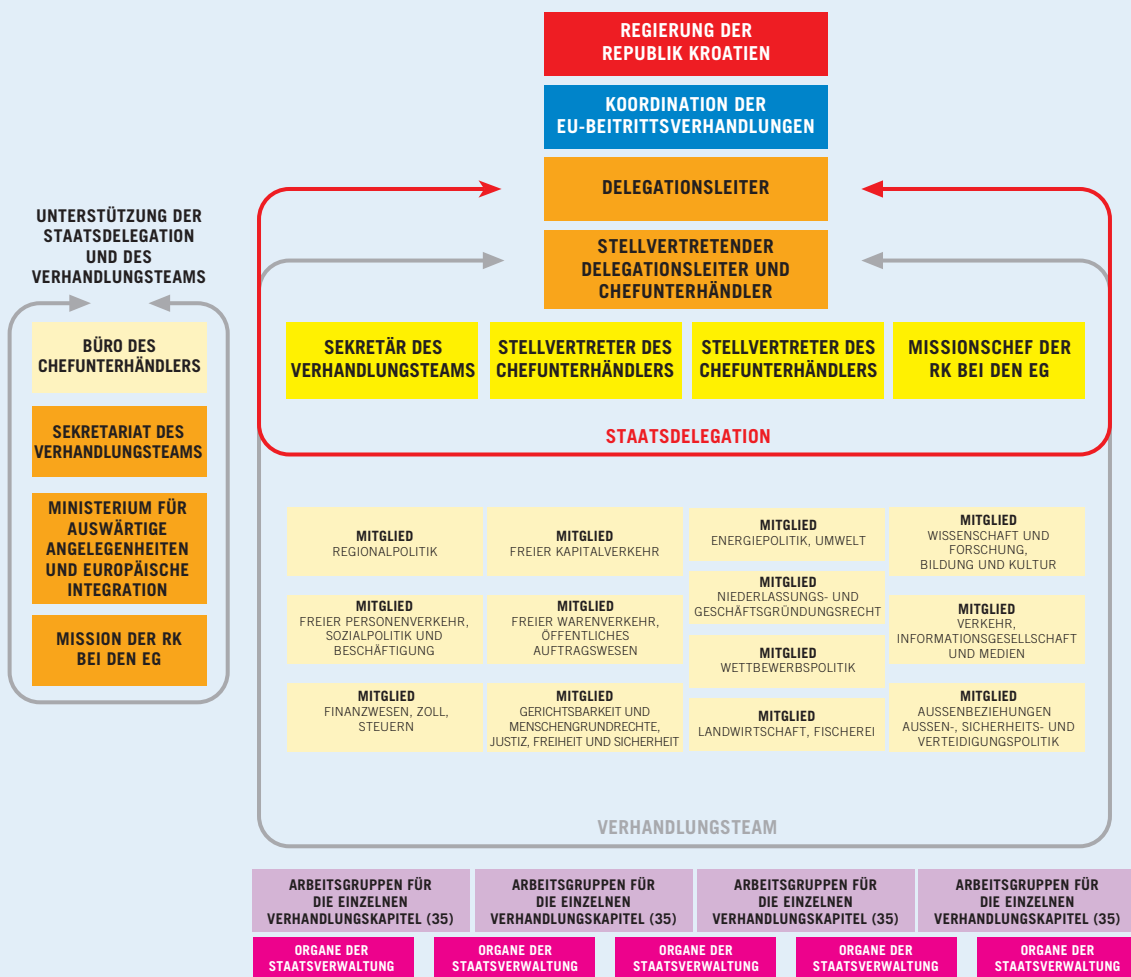 REGIERUNG DER
REPUBLIK KROATIEN
KOORDINATION DER
EU-BEITRITTSVERHANDLUNGEN
DELEGATIONSLEITER
STELLVERTRETENDER
DELEGATIONSLEITER UND
CHEFUNTERHÄNDLER
UNTERSTÜTZUNG DER
STAATSDELEGATION
UND DES
VERHANDLUNGSTEAMS
BÜRO DES
CHEFUNTERHÄNDLERS
SEKRETARIAT DES
VERHANDLUNGSTEAMS
MINISTERIUM FÜR
AUSWÄRTIGE
ANGELEGENHEITEN
UND EUROPÄISCHE
INTEGRATION
MISSION DER RK
BEI DEN EG
SEKRETÄR DES
VERHANDLUNGSTEAMS
STELLVERTRETER DES
CHEFUNTERHÄNDLERS
STELLVERTRETER DES
CHEFUNTERHÄNDLERS
MISSIONSCHEF DER
RK BEI DEN EG
STAATSDELEGATION
MITGLIED
REGIONALPOLITIK
MITGLIED
FREIER PERSONENVERKEHR,
SOZIALPOLITIK UND
BESCHÄFTIGUNG
MITGLIED
FINANZWESEN, ZOLL,
STEUERN
MITGLIED
FREIER KAPITALVERKEHR
MITGLIED
FREIER WARENVERKEHR,
ÖFFENTLICHES
AUFTRAGSWESEN
MITGLIED
GERICHTSBARKEIT UND
MENSCHENGRUNDRECHTE,
JUSTIZ, FREIHEIT UND SICHERHEIT
MITGLIED
ENERGIEPOLITIK, UMWELT
MITGLIED
NIEDERLASSUNGS- UND
GESCHÄFTSGRÜNDUNGSRECHT
MITGLIED
WETTBEWERBSPOLITIK
MITGLIED
LANDWIRTSCHAFT, FISCHEREI
MITGLIED
WISSENSCHAFT UND
FORSCHUNG,
BILDUNG UND KULTUR
MITGLIED
VERKEHR,
INFORMATIONSGESELLSCHAFT
UND MEDIEN
MITGLIED
AUSSENBEZIEHUNGEN
AUSSEN-, SICHERHEITS- UND
VERTEIDIGUNGSPOLITIK
VERHANDLUNGSTEAM
ARBEITSGRUPPEN FÜR
DIE EINZELNEN
VERHANDLUNGSKAPITEL (35)
ARBEITSGRUPPEN FÜR
DIE EINZELNEN
VERHANDLUNGSKAPITEL (35)
ARBEITSGRUPPEN FÜR
DIE EINZELNEN
VERHANDLUNGSKAPITEL (35)
ARBEITSGRUPPEN FÜR
DIE EINZELNEN
VERHANDLUNGSKAPITEL (35)
ORGANE DER
STAATSVERWALTUNG
ORGANE DER
STAATSVERWALTUNG
ORGANE DER
STAATSVERWALTUNG
ORGANE DER
STAATSVERWALTUNG
ORGANE DER
STAATSVERWALTUNG